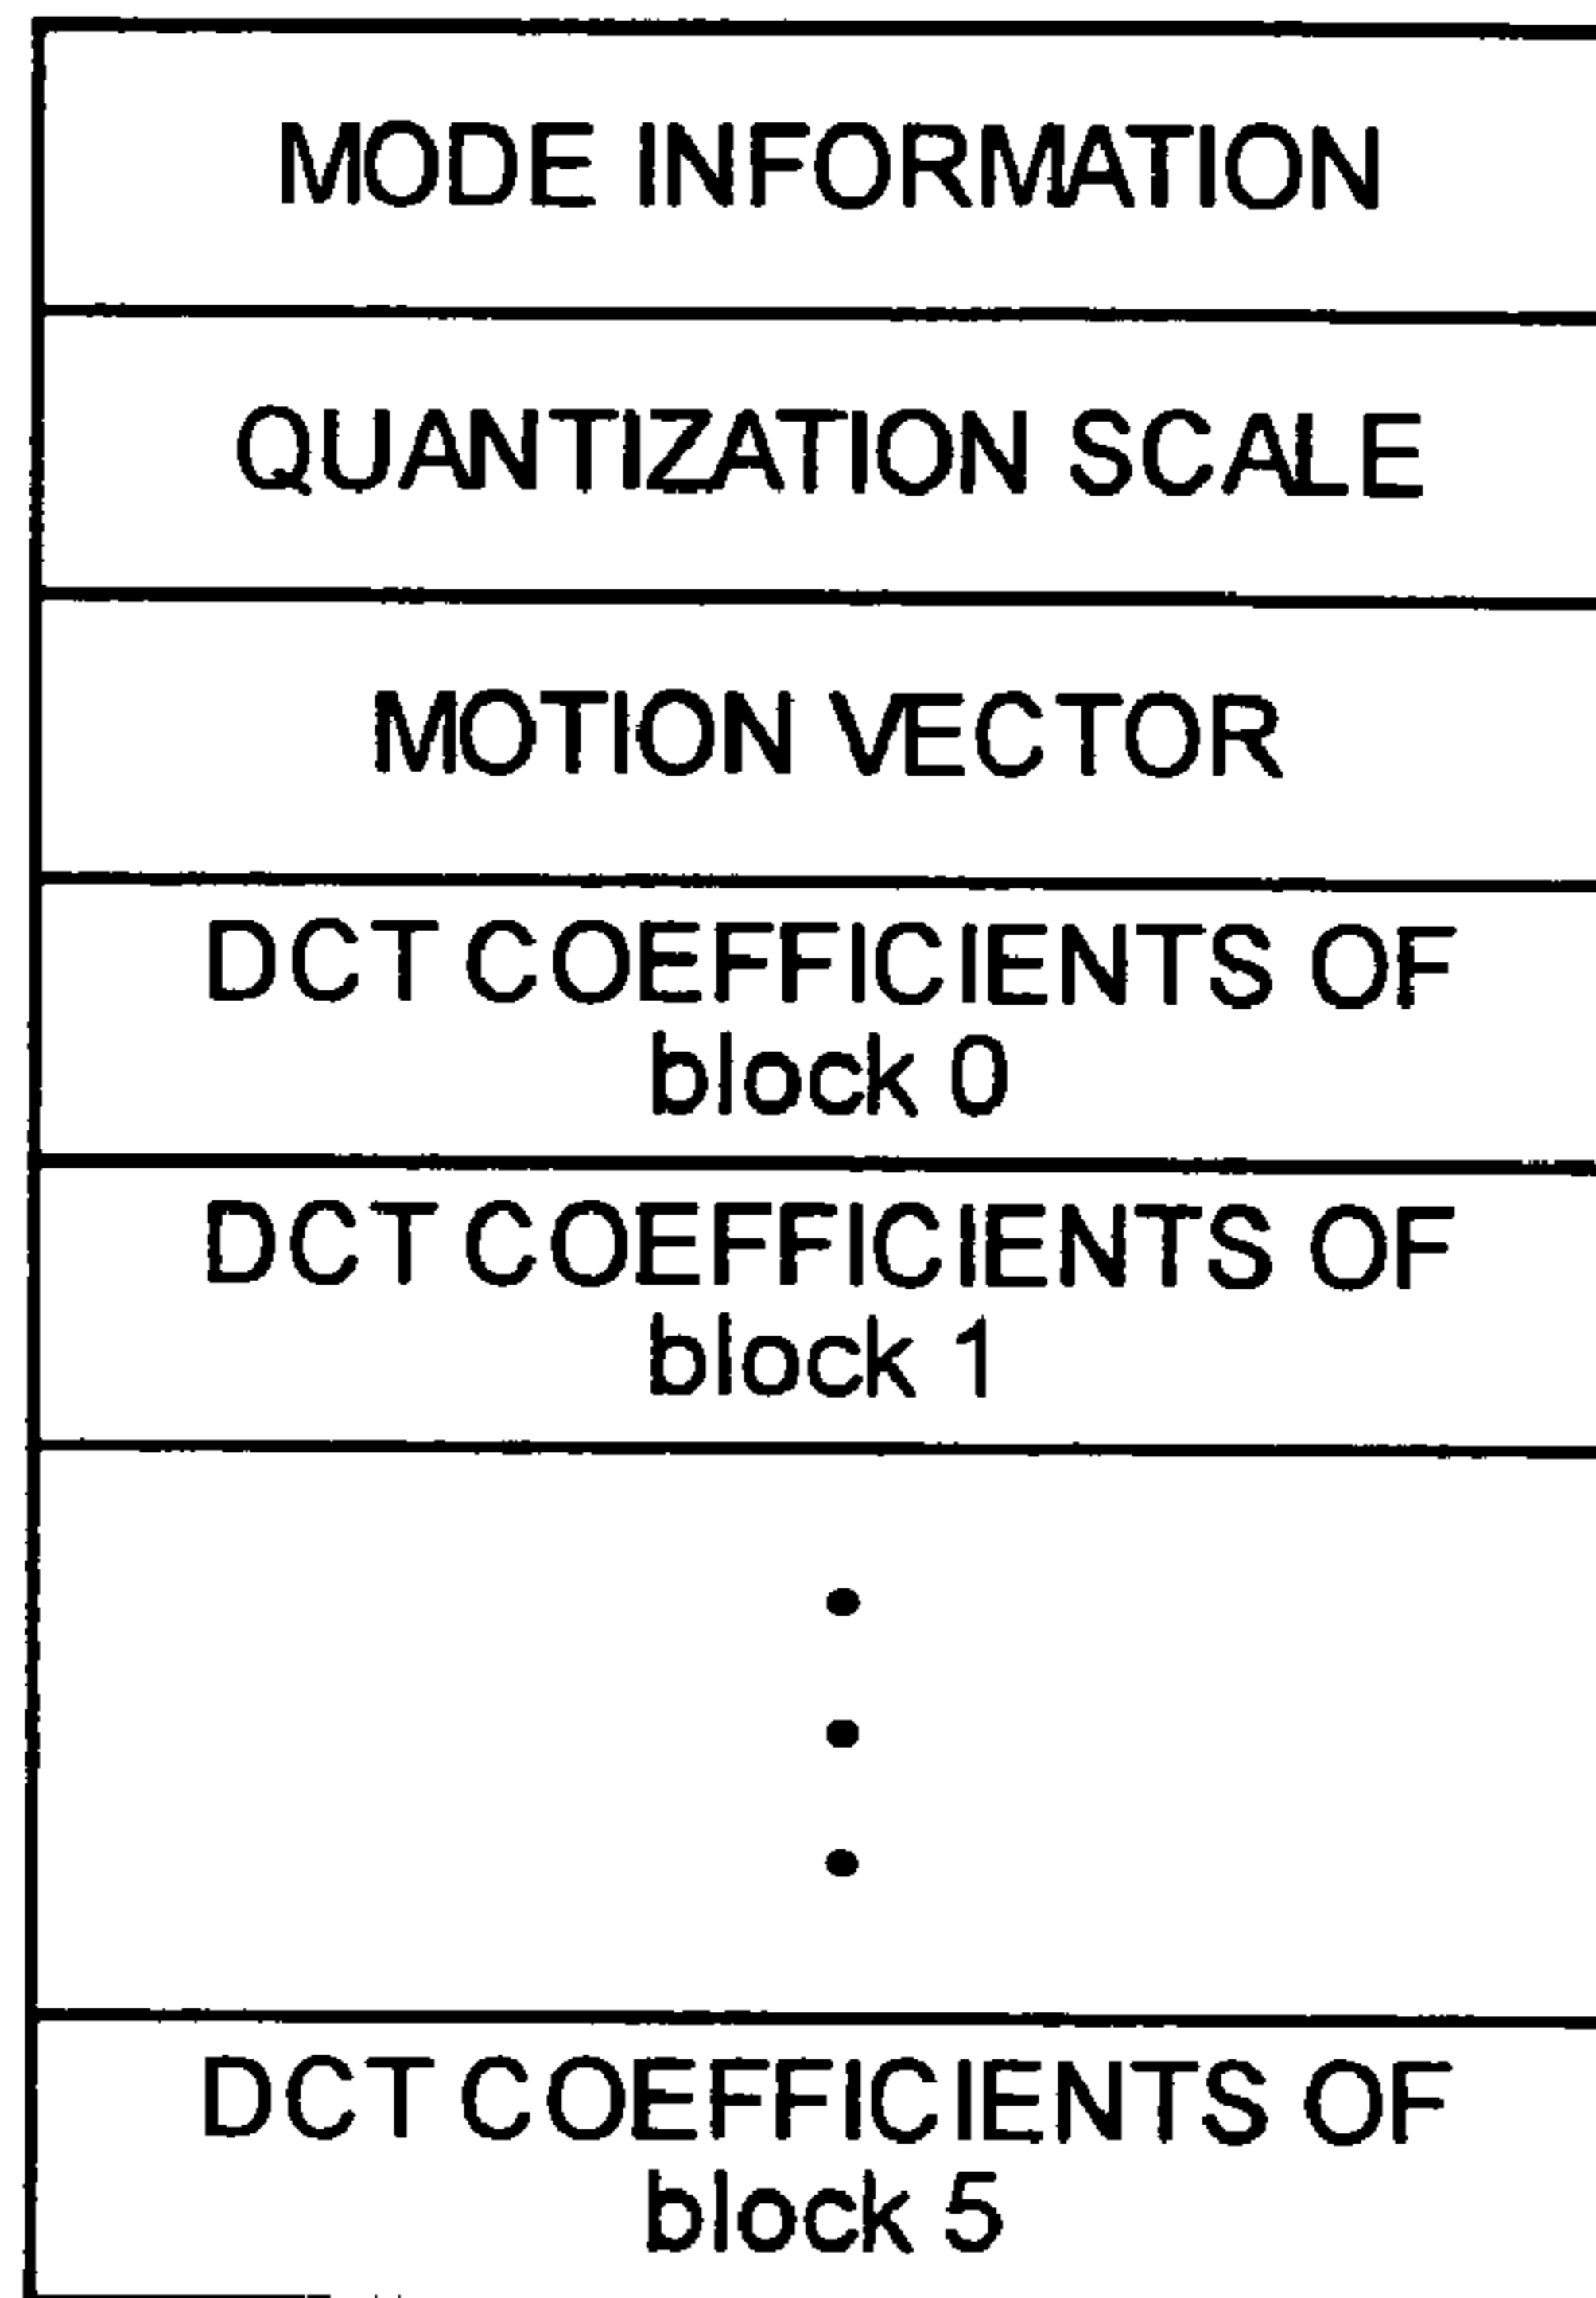 MODE INFORMATION
QUANTIZATION SCALE
MOTION VECTOR
DCT COEFFICIENTS OF
block 0
DCT COEFFICIENTS OF
block 1
DCT COEFFICIENTS OF
block 5